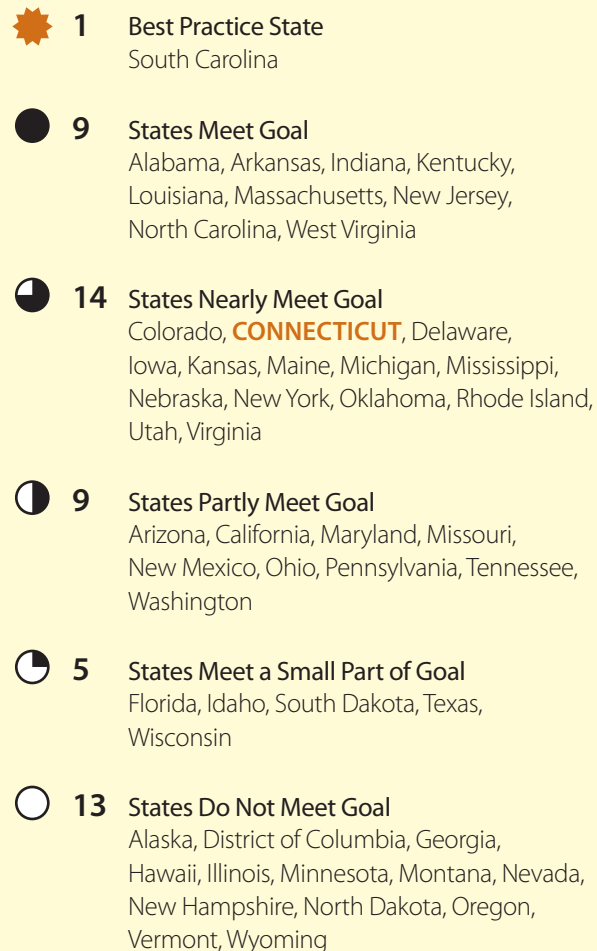 1 Best Practice State
South Carolina
9 States Meet Goal
Alabama, Arkansas, Indiana, Kentucky,
Louisiana, Massachusetts, New Jersey,
North Carolina, West Virginia
14 States Nearly Meet Goal
Colorado, CONNECTICUT, Delaware,
Iowa, Kansas, Maine, Michigan, Mississippi,
Nebraska, New York, Oklahoma, Rhode Island,
Utah, Virginia
9 States Partly Meet Goal
Arizona, California, Maryland, Missouri,
New Mexico, Ohio, Pennsylvania, Tennessee,
Washington
5 States Meet a Small Part of Goal
Florida, Idaho, South Dakota, Texas,
Wisconsin
13 States Do Not Meet Goal
Alaska, District of Columbia, Georgia,
Hawaii, Illinois, Minnesota, Montana, Nevada,
New Hampshire, North Dakota, Oregon,
Vermont, Wyoming